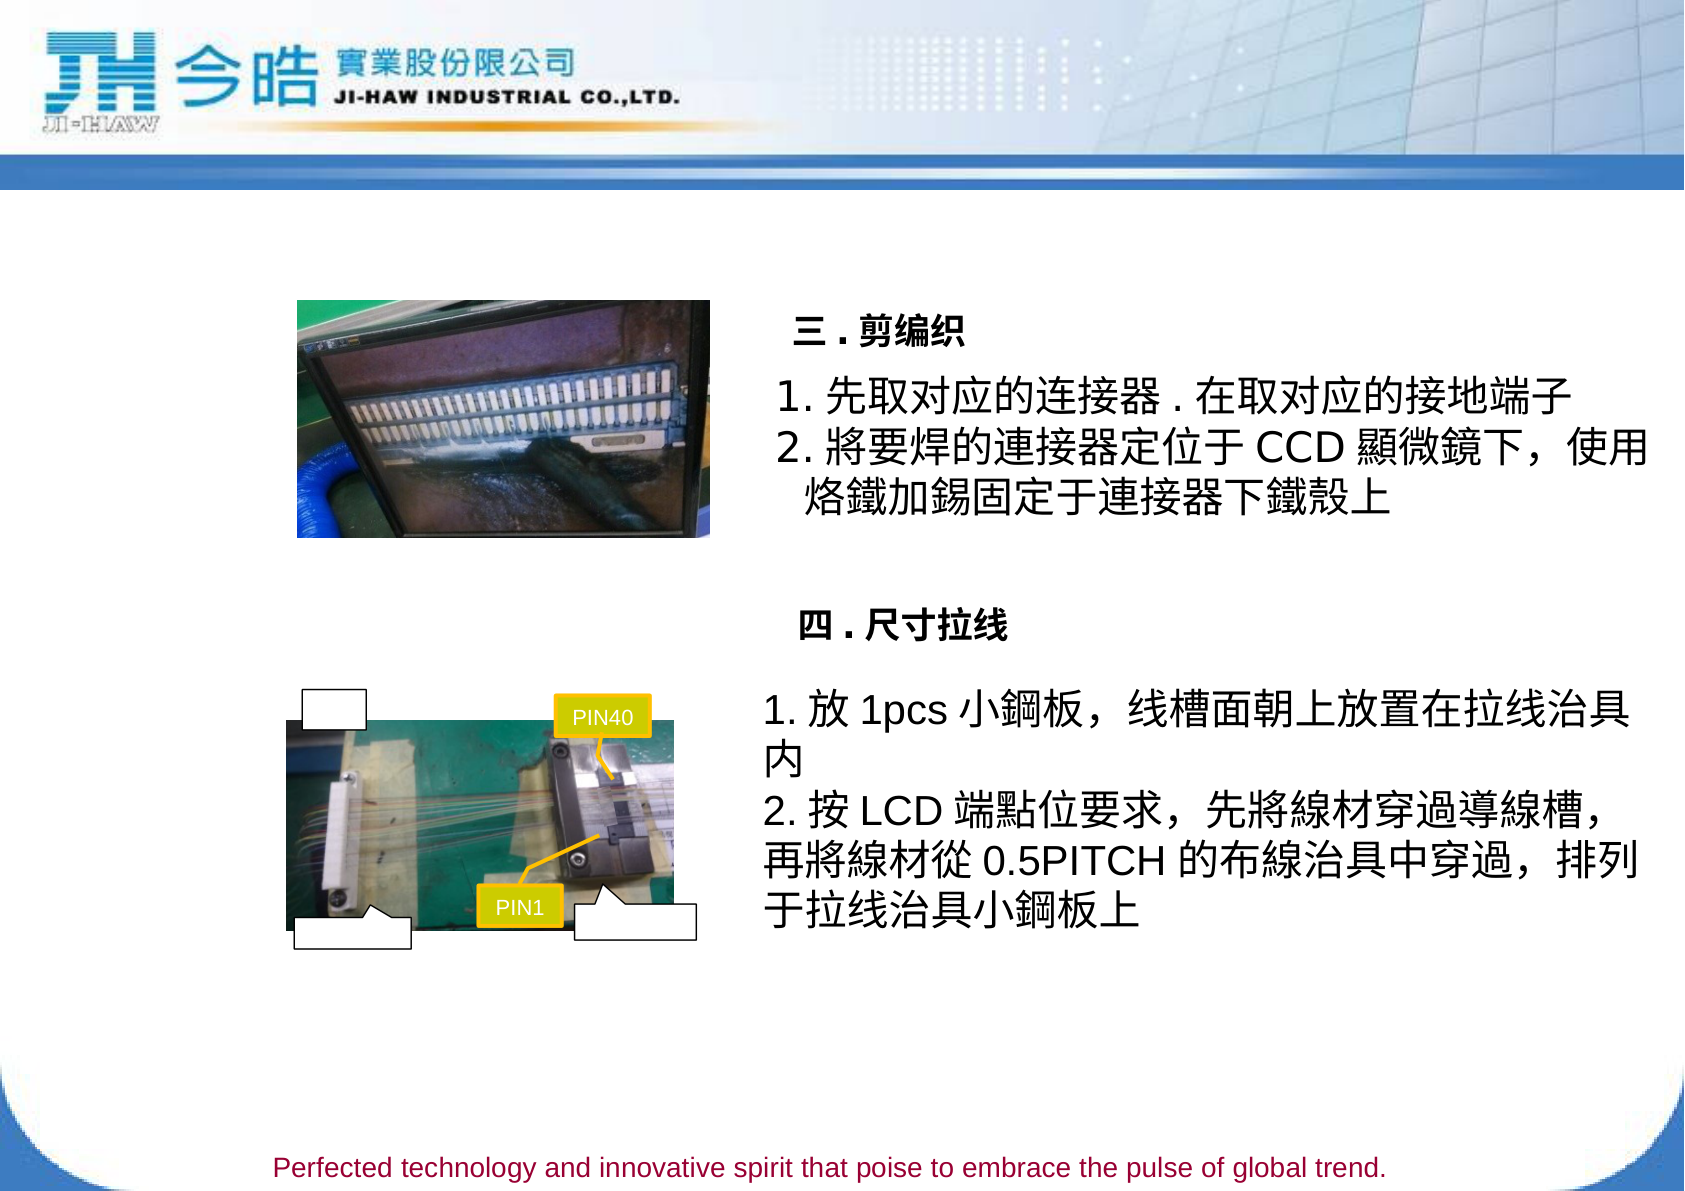 JI-HAW
今皓 實業股份限公司
JI-HAW INDUSTRIAL CO.,LTD.
三 . 剪编织
1. 先取对应的连接器 . 在取对应的接地端子
2. 將要焊的連接器定位于 CCD 顯微鏡下，使用
烙鐵加錫固定于連接器下鐵殼上
四 . 尺寸拉线
1. 放 1pcs 小鋼板，线槽面朝上放置在拉线治具
内
2. 按 LCD 端點位要求，先將線材穿過導線槽，
再將線材從 0.5PITCH 的布線治具中穿過，排列
于拉线治具小鋼板上
PIN40
PIN1
Perfected technology and innovative spirit that poise to embrace the pulse of global trend.